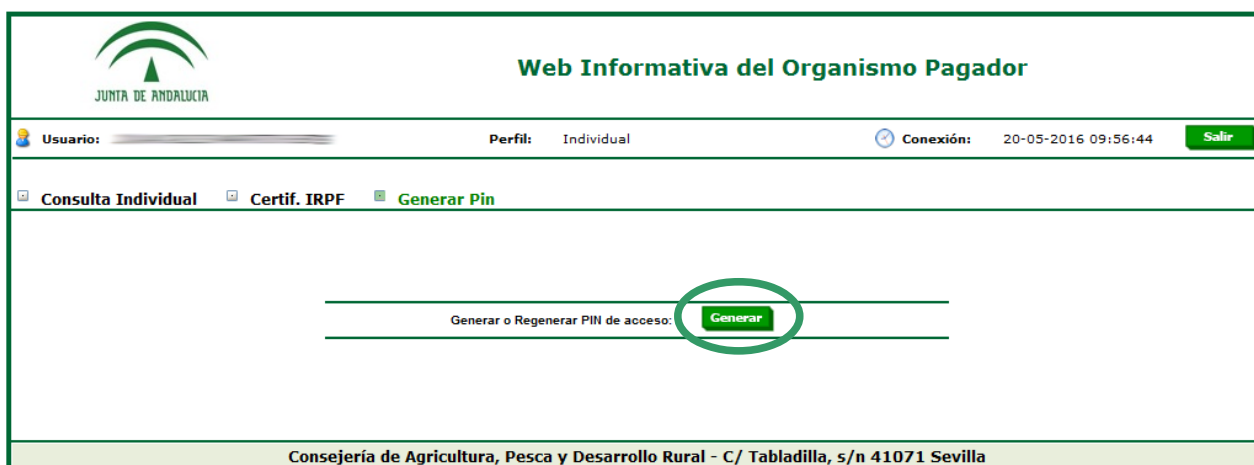 JUNTA DE ANDALUCIA
Web Informativa del Organismo Pagador
Usuario: Perfil: Individual Conexión: 20-05-2016 09:56:44 Salir
Consulta Individual Certif. IRPF Generar Pin
Generar o Regenerar PIN de acceso: Generar
Consejería de Agricultura, Pesca y Desarrollo Rural - C/ Tabladilla, s/n 41071 Sevilla